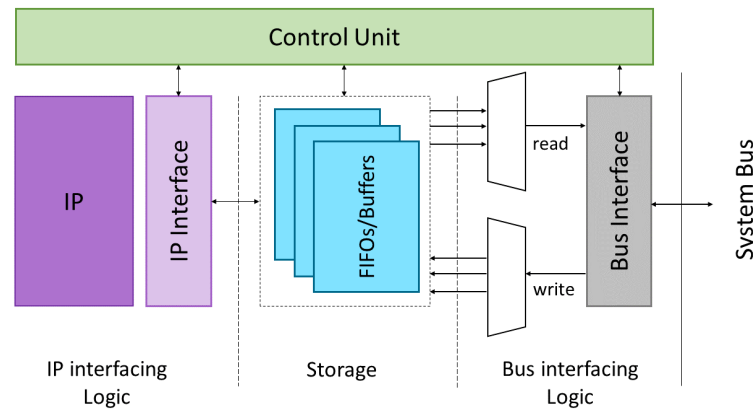 Control Unit
IP
IP Interface
FIFOs/Buffers
read
write
Bus Interface
System Bus
IP interfacing
Logic
Storage
Bus interfacing
Logic